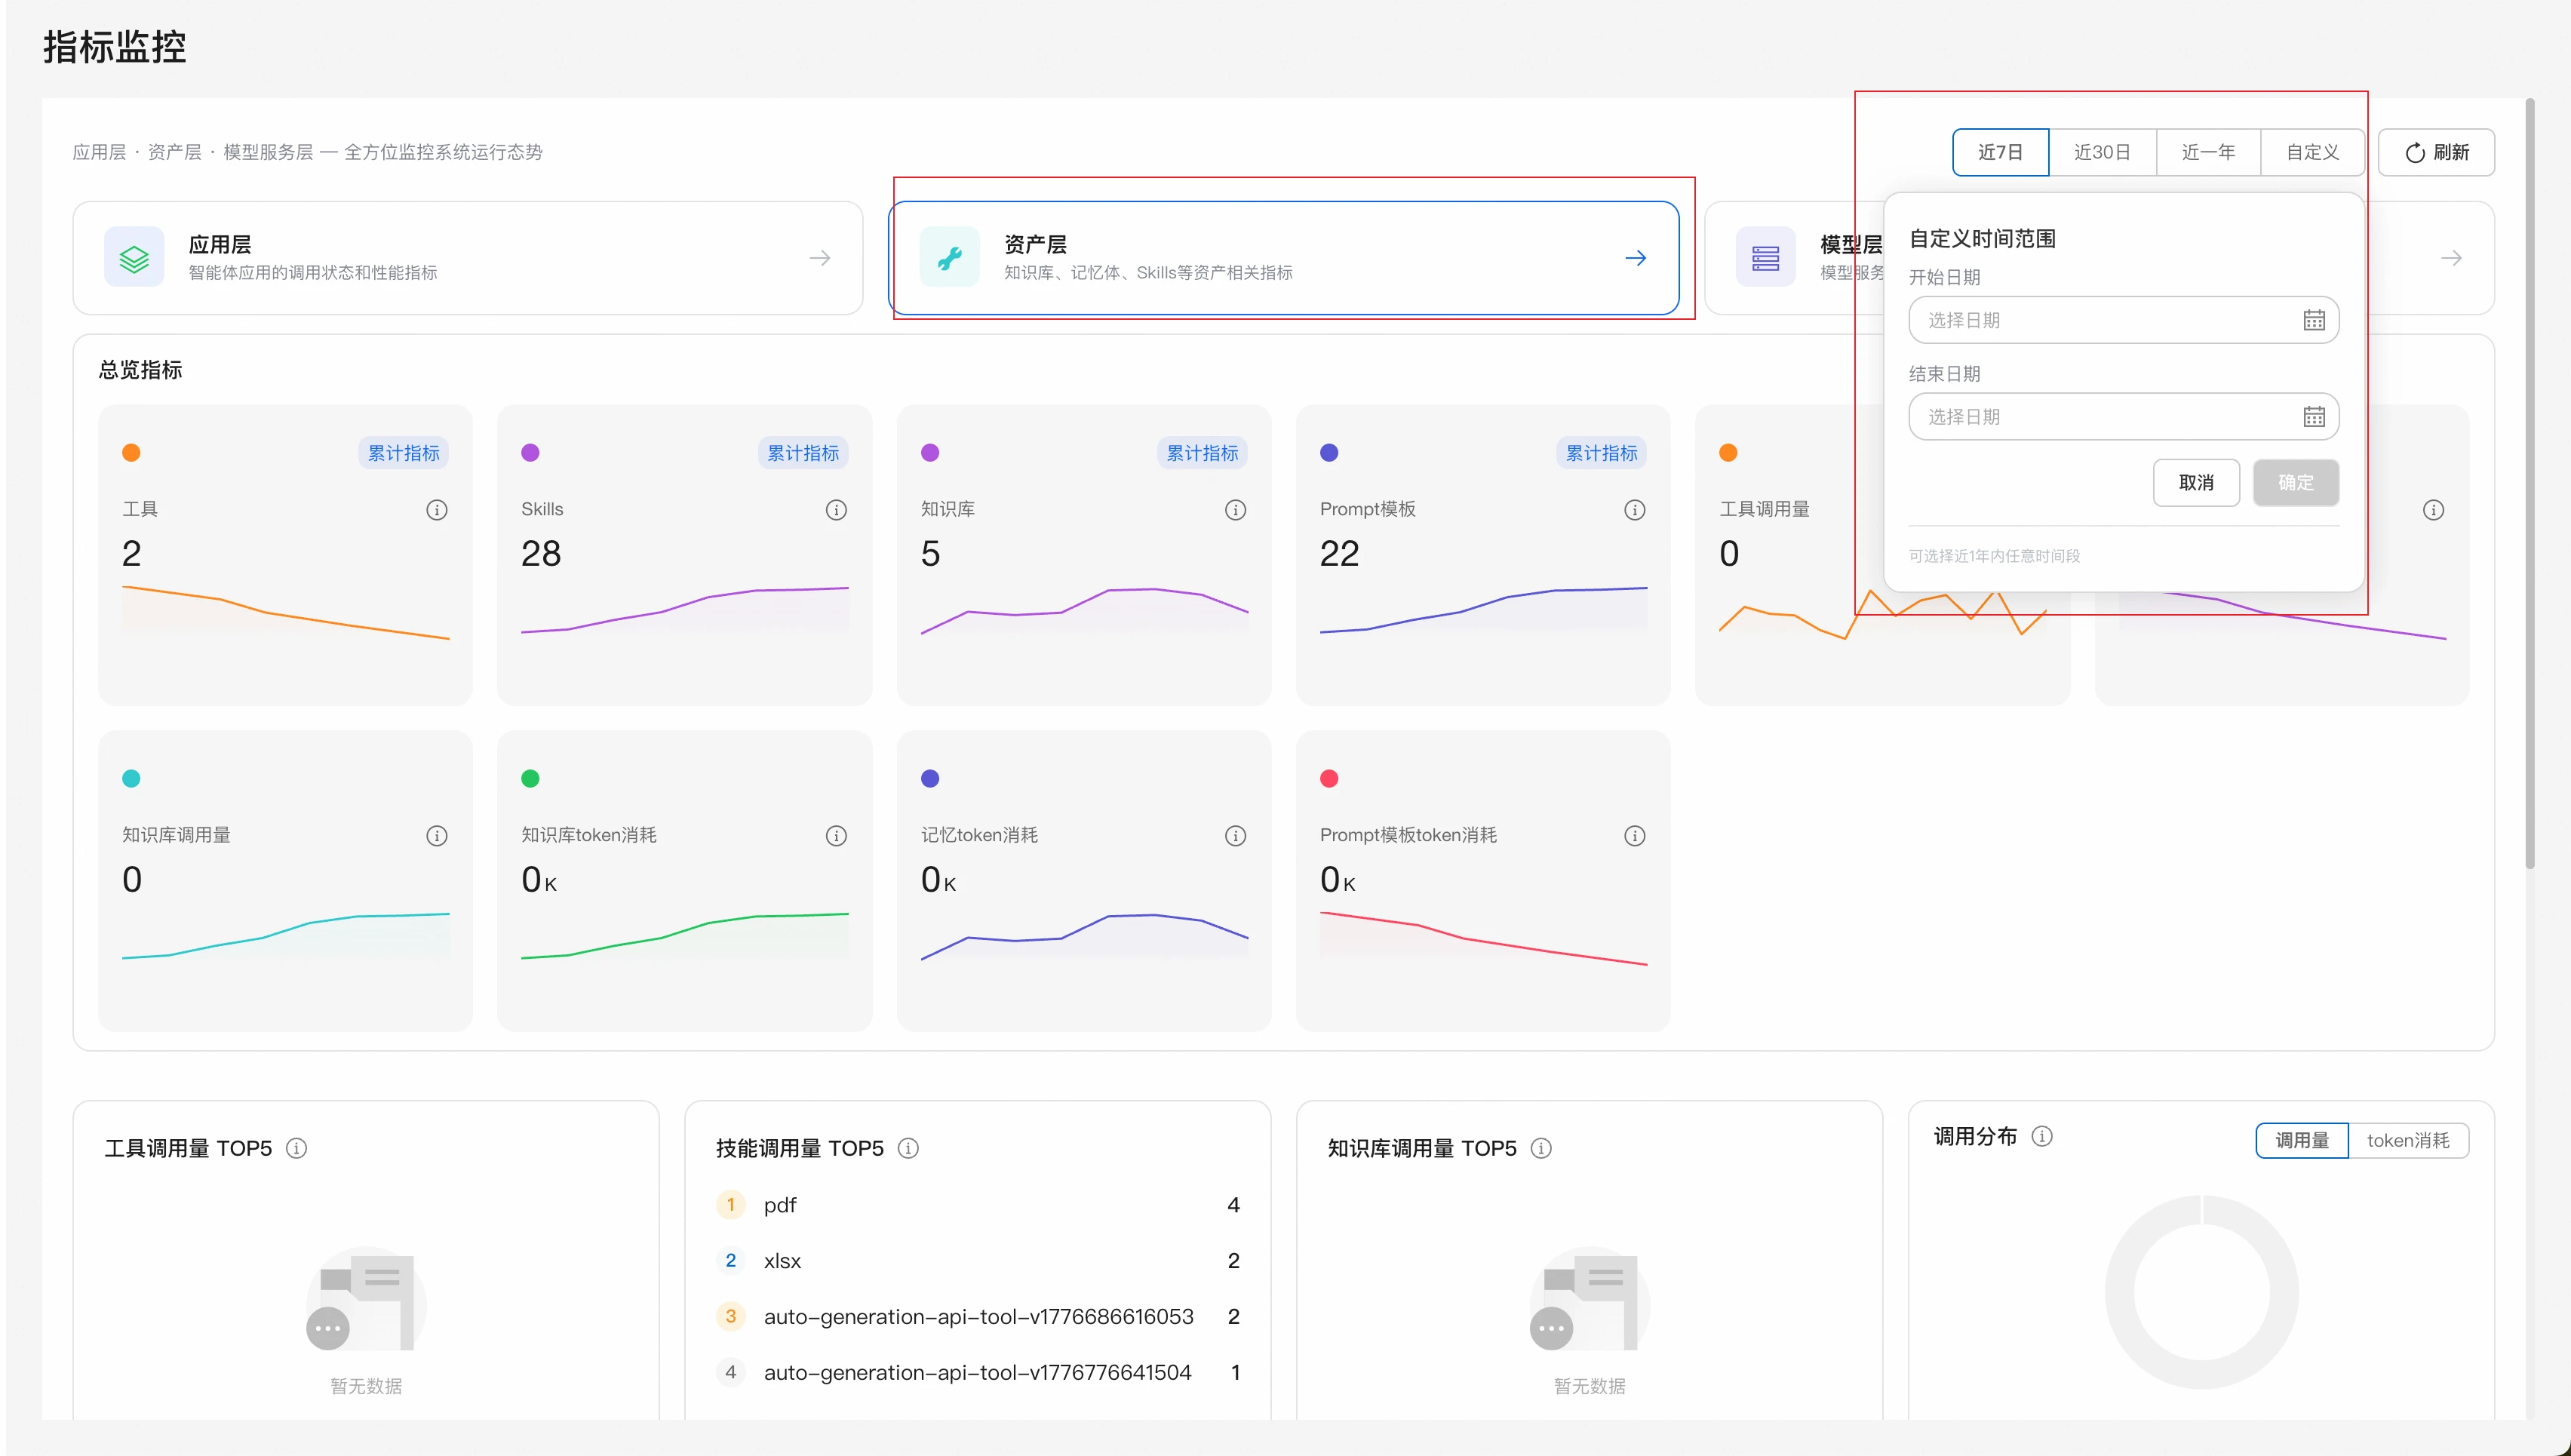 指标监控
应用层 · 资产层 · 模型服务层 — 全方位监控系统运行态势
近7日 近30日 近一年 自定义 刷新
应用层
智能体应用的调用状态和性能指标
资产层
知识库、记忆体、Skills等资产相关指标
模型层
模型服务
自定义时间范围
开始日期
选择日期
结束日期
选择日期
取消 确定
可选择近1年内任意时间段
总览指标
累计指标
工具
2
累计指标
Skills
28
累计指标
知识库
5
累计指标
Prompt模板
22
工具调用量
0
知识库调用量
0
知识库token消耗
0K
记忆token消耗
0K
Prompt模板token消耗
0K
工具调用量 TOP5
暂无数据
技能调用量 TOP5
1 pdf 4
2 xlsx 2
3 auto-generation-api-tool-v1776686616053 2
4 auto-generation-api-tool-v1776776641504 1
知识库调用量 TOP5
暂无数据
调用分布
调用量 token消耗